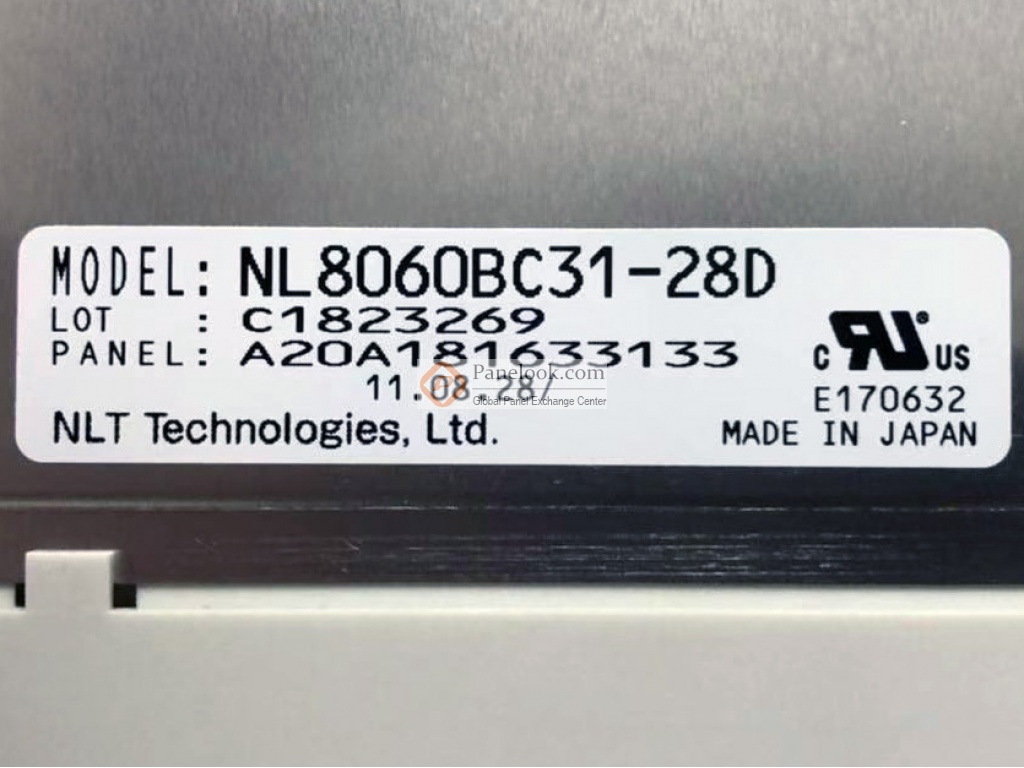 MODEL: NL8060BC31-28D
LOT : C1823269
PANEL: A20A181633133
11.08.28/
Panelook.com
Global Panel Exchange Center
NLT Technologies, Ltd.
c RU® US
E170632
MADE IN JAPAN